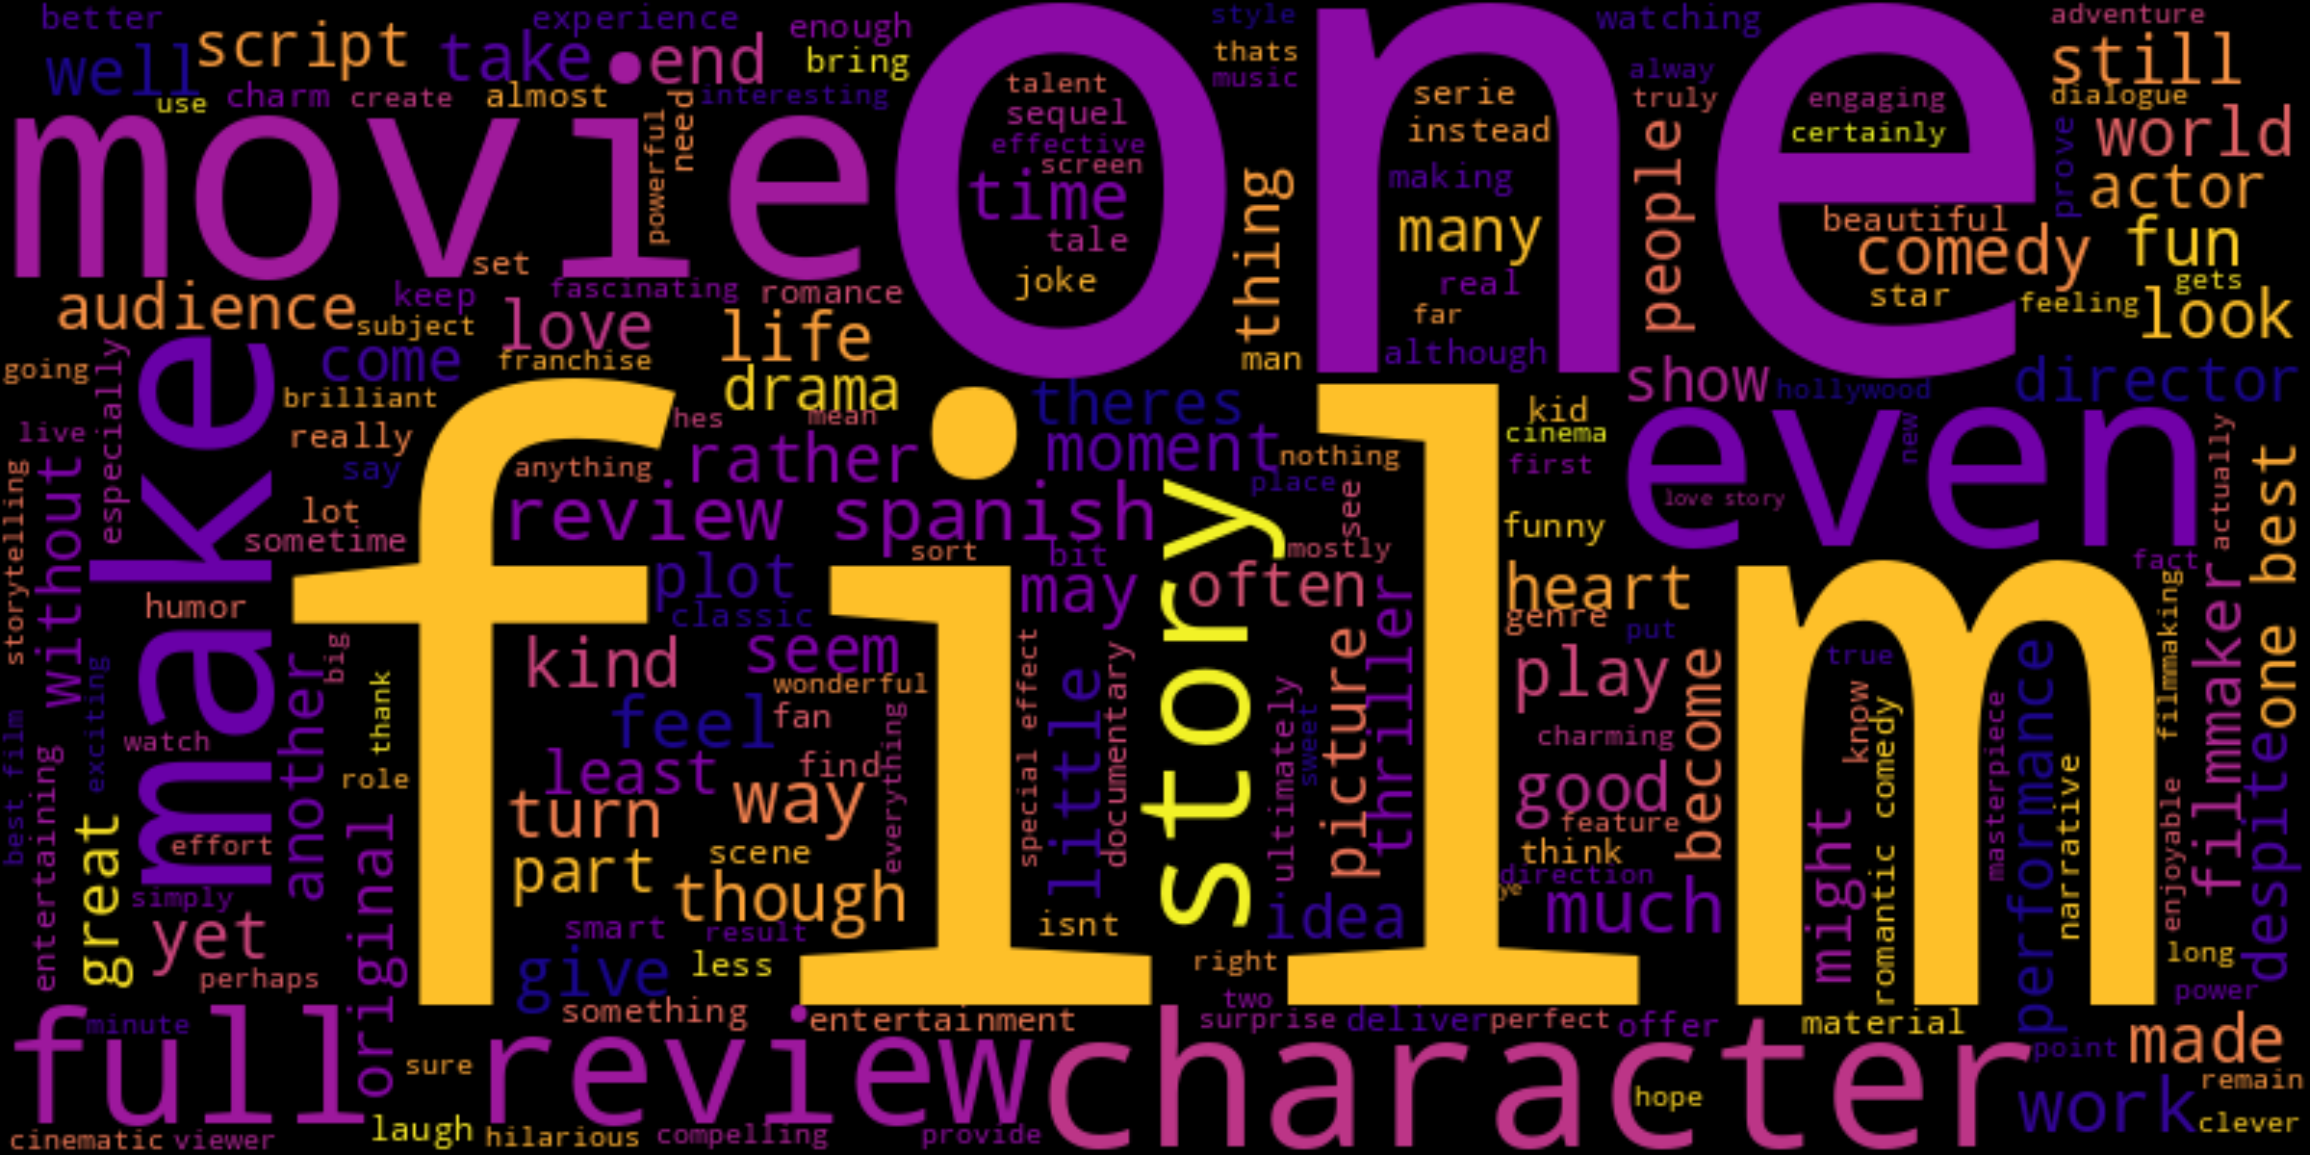 better
experience
enough
style
watching
adventure
well
script
take
end
bring
thats
music
alway
still
use
charm
create
almost
interesting
talent
serie
truly
engaging
dialogue
movie
one
powerful
need
sequel
instead
certainly
world
effective
screen
making
prove
actor
time
thing
many
people
beautiful
comedy
fun
tale
set
joke
real
star
gets
feeling
look
audience
keep
fascinating
romance
far
subject
love
life
man
although
going
especially
come
franchise
drama
show
hollywood
director
brilliant
mean
hes
theres
kid
live
really
rather
moment
nothing
cinema
even
new
actually
say
anything
place
first
love story
one best
make
film
lot
review spanish
see
funny
storytelling
without
sometime
sort
bit
mostly
fact
humor
plot
classic
may
story
often
thriller
heart
genre
put
filmmaking
filmmaker
big
another
kind
seem
special effect
documentary
little
picture
play
become
true
performance
exciting
thank
wonderful
feel
fan
everything
ultimately
sweet
charming
know
romantic comedy
masterpiece
narrative
best film
entertaining
watch
role
least
find
way
good
feature
might
enjoyable
despite
great
effort
turn
part
scene
think
direction
simply
original
though
isnt
idea
much
yet
smart
result
long
perhaps
give
less
right
power
minute
something
entertainment
two
surprise
deliver
perfect
offer
material
point
made
full
sure
review
character
hope
work
remain
clever
cinematic
viewer
laugh
hilarious
compelling
provide